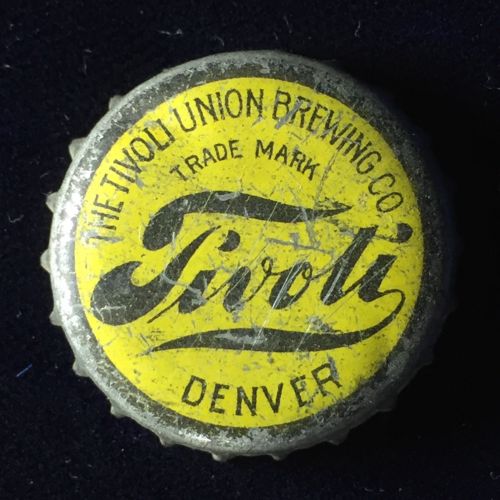 THE TIVOLI UNION BREWING CO.
TRADE MARK
Tivoli
DENVER